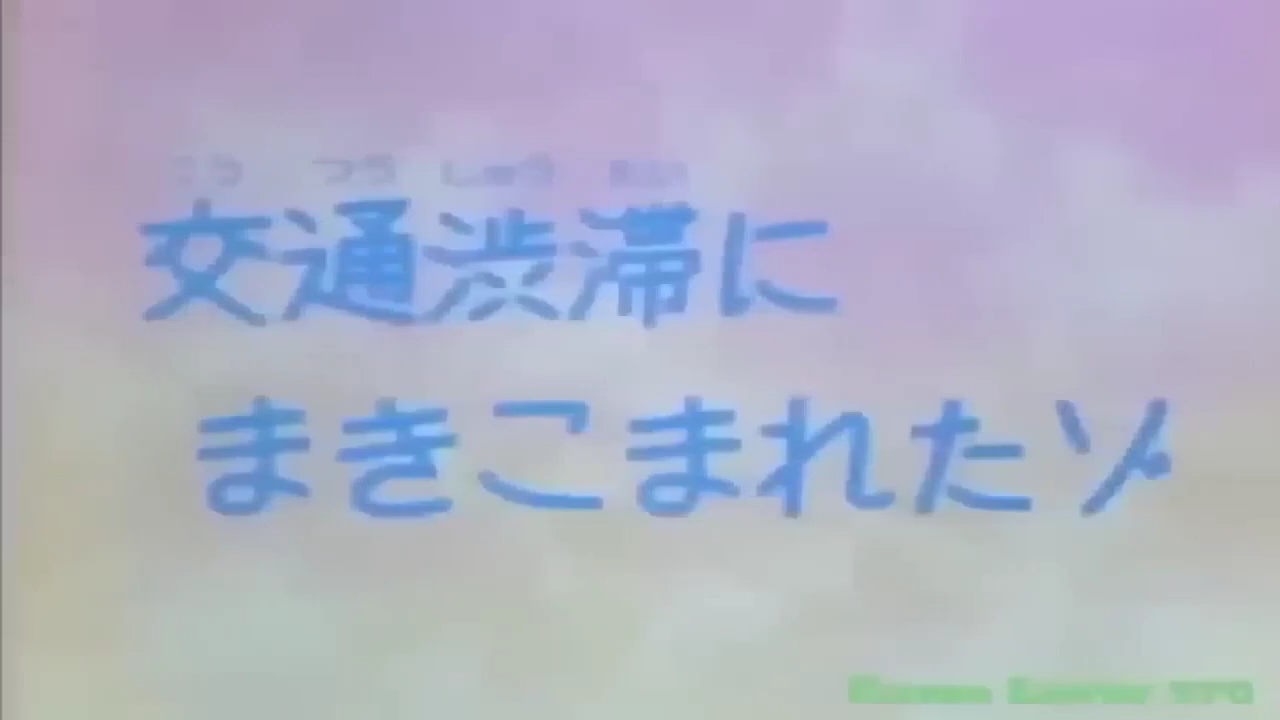 こう つう しゅう たい
交通渋滞に
まきこまれたゾ